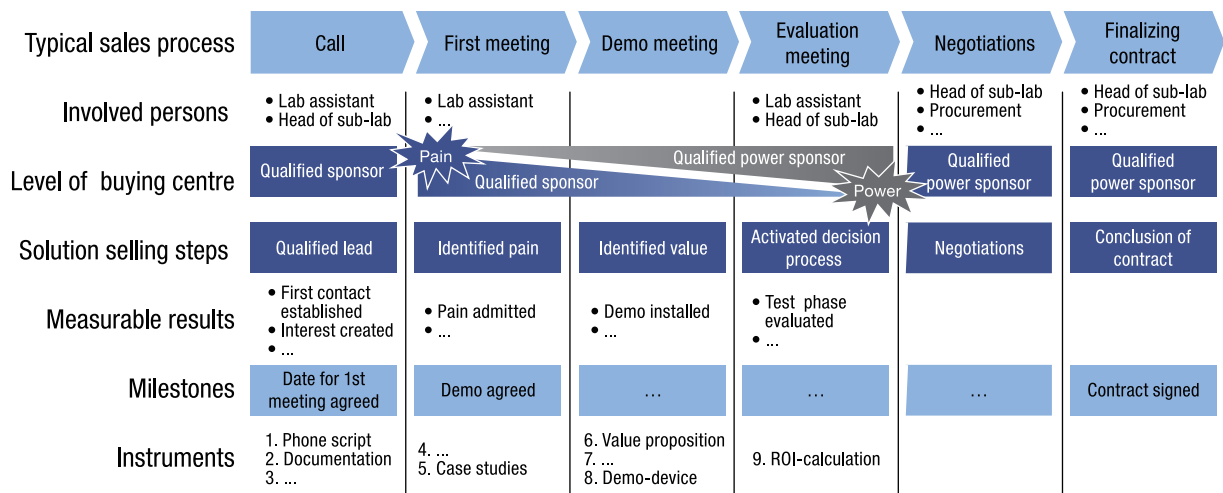 Typical sales process
Call
First meeting
Demo meeting
Evaluation
meeting
Negotiations
Finalizing
contract
Involved persons
• Lab assistant
• Head of sub-lab
• Lab assistant
• ...
• Lab assistant
• Head of sub-lab
• Head of sub-lab
• Procurement
• ...
• Head of sub-lab
• Procurement
• ...
Level of buying centre
Qualified sponsor
Pain
Qualified power sponsor
Qualified sponsor
Power
Qualified
power sponsor
Qualified
power sponsor
Solution selling steps
Qualified lead
Identified pain
Identified value
Activated decision
process
Negotiations
Conclusion of
contract
Measurable results
• First contact
established
• Interest created
• ...
• Pain admitted
• ...
• Demo installed
• ...
• Test phase
evaluated
• ...
Milestones
Date for 1st
meeting agreed
Demo agreed
...
...
...
Contract signed
Instruments
1. Phone script
2. Documentation
3. ...
4. ...
5. Case studies
6. Value proposition
7. ...
8. Demo-device
9. ROI-calculation